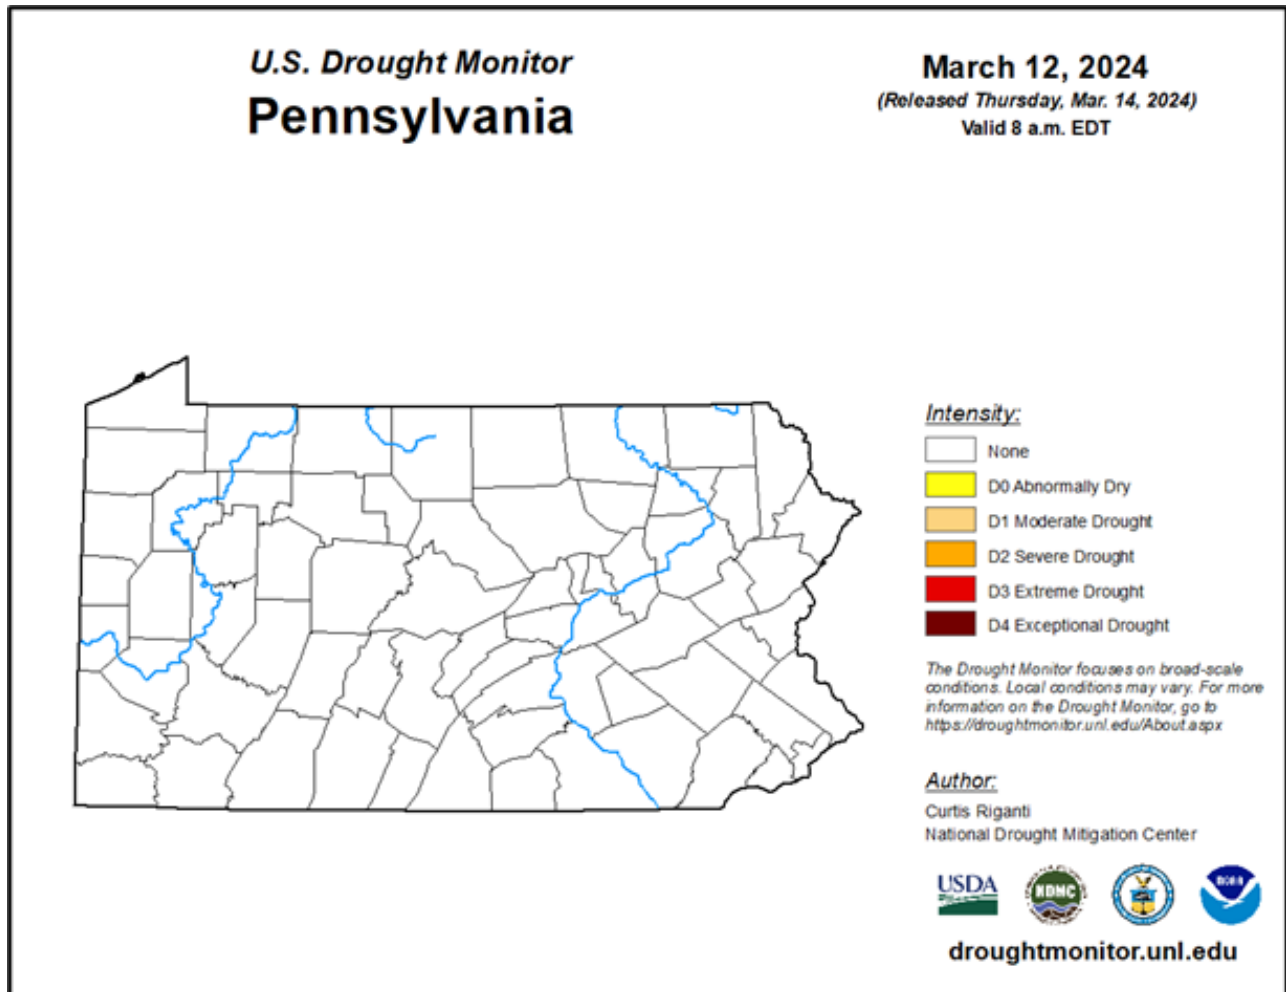 U.S. Drought Monitor
Pennsylvania
March 12, 2024
(Released Thursday, Mar. 14, 2024)
Valid 8 a.m. EDT
Intensity:
None
D0 Abnormally Dry
D1 Moderate Drought
D2 Severe Drought
D3 Extreme Drought
D4 Exceptional Drought
The Drought Monitor focuses on broad-scale
conditions. Local conditions may vary. For more
information on the Drought Monitor, go to
https://droughtmonitor.unl.edu/About.aspx
Author:
Curtis Riganti
National Drought Mitigation Center
USDA
NDMC
NOAA
droughtmonitor.unl.edu